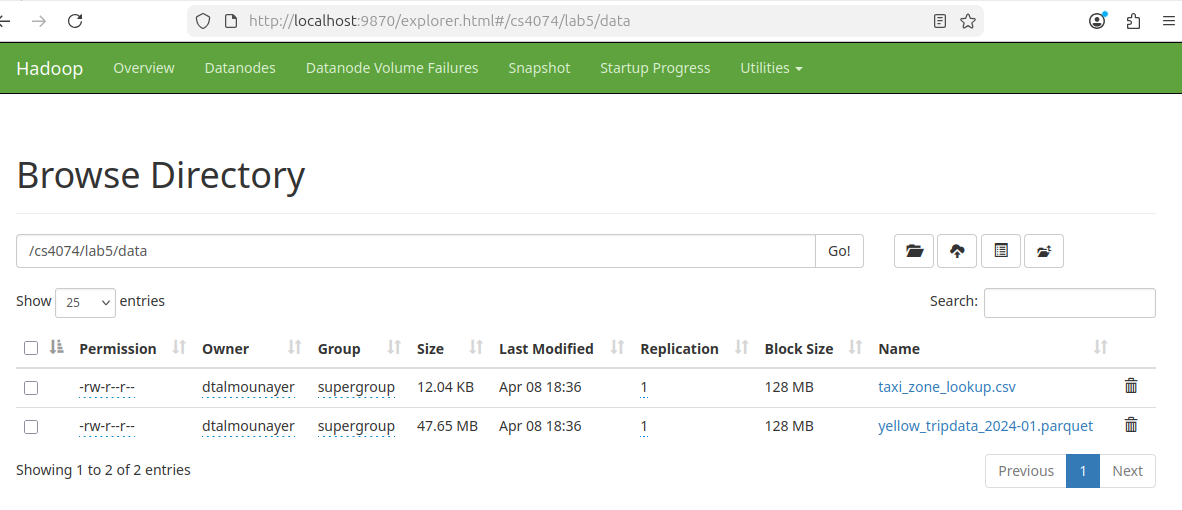 http://localhost:9870/explorer.html#/cs4074/lab5/data
Hadoop Overview Datanodes Datanode Volume Failures Snapshot Startup Progress Utilities
Browse Directory
/cs4074/lab5/data Go!
Show 25 entries Search:
Permission Owner Group Size Last Modified Replication Block Size Name
-rw-r--r-- dtalmounayer supergroup 12.04 KB Apr 08 18:36 1 128 MB taxi_zone_lookup.csv
-rw-r--r-- dtalmounayer supergroup 47.65 MB Apr 08 18:36 1 128 MB yellow_tripdata_2024-01.parquet
Showing 1 to 2 of 2 entries Previous 1 Next